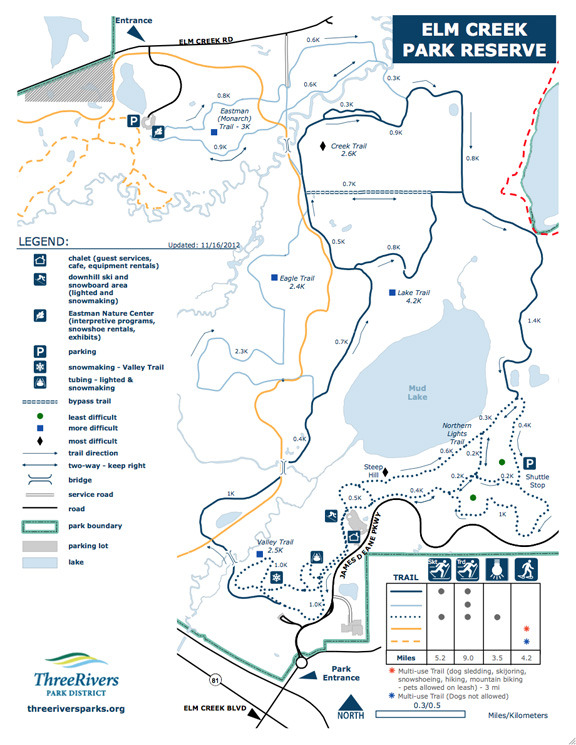 ELM CREEK
PARK RESERVE
Entrance
ELM CREEK RD
0.6K
0.6K
0.3K
0.8K
Eastman
(Monarch)
Trail - 3K
0.9K
P
0.3K
0.9K
Creek Trail
2.6K
0.8K
0.7K
0.5K
0.8K
Eagle Trail
2.4K
Lake Trail
4.2K
1.4K
0.7K
2.3K
Mud
Lake
0.3K
Northern
Lights
Trail
0.4K
0.4K
0.6K
0.2K
P
Shuttle
Stop
Steep
Hill
0.2K
0.2K
0.4K
0.5K
1K
1K
Valley Trail
2.5K
1.0K
1.0K
JAMES DEANE PKWY
LEGEND:
Updated: 11/16/2012
chalet (guest services,
cafe, equipment rentals)
downhill ski and
snowboard area
(lighted and
snowmaking)
Eastman Nature Center
(interpretive programs,
snowshoe rentals,
exhibits)
P
parking
snowmaking - Valley Trail
tubing - lighted &
snowmaking
bypass trail
least difficult
more difficult
most difficult
trail direction
two-way - keep right
bridge
service road
road
park boundary
parking lot
lake
TRAIL
Miles
5.2
9.0
3.5
4.2
* Multi-use Trail (dog sledding, skijoring,
snowshoeing, hiking, mountain biking
- pets allowed on leash) - 3 mi
* Multi-use Trail (Dogs not allowed)
0.3/0.5
Miles/Kilometers
NORTH
Park
Entrance
81
ELM CREEK BLVD
ThreeRivers
PARK DISTRICT
threeriversparks.org